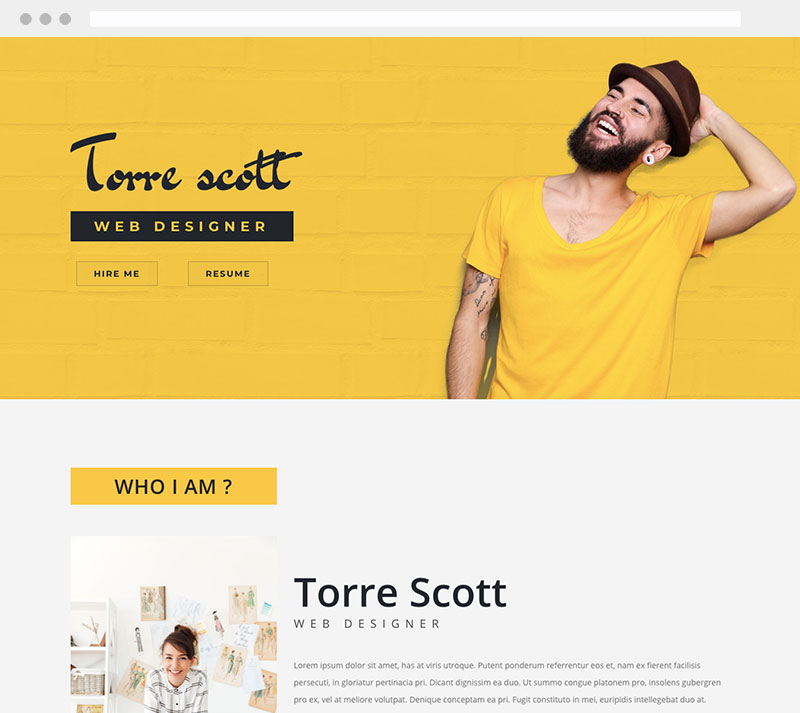 Torre scott
WEB DESIGNER
HIRE ME
RESUME
WHO I AM ?
Torre Scott
WEB DESIGNER
Lorem ipsum dolor sit amet, has at viris utroque. Putent ponderum referrentur eos et, nam ex fierent facilisis
persecuti, in gloriatur pertinacia pri. Dicant dignissim ea duo. Ut summo congue platonem pro, insolens gubergren
pro ex, vel at meliore volutpat. Denique conceptam ea pri. Fugit constituto in mei, euripidis intellegebat duo at.